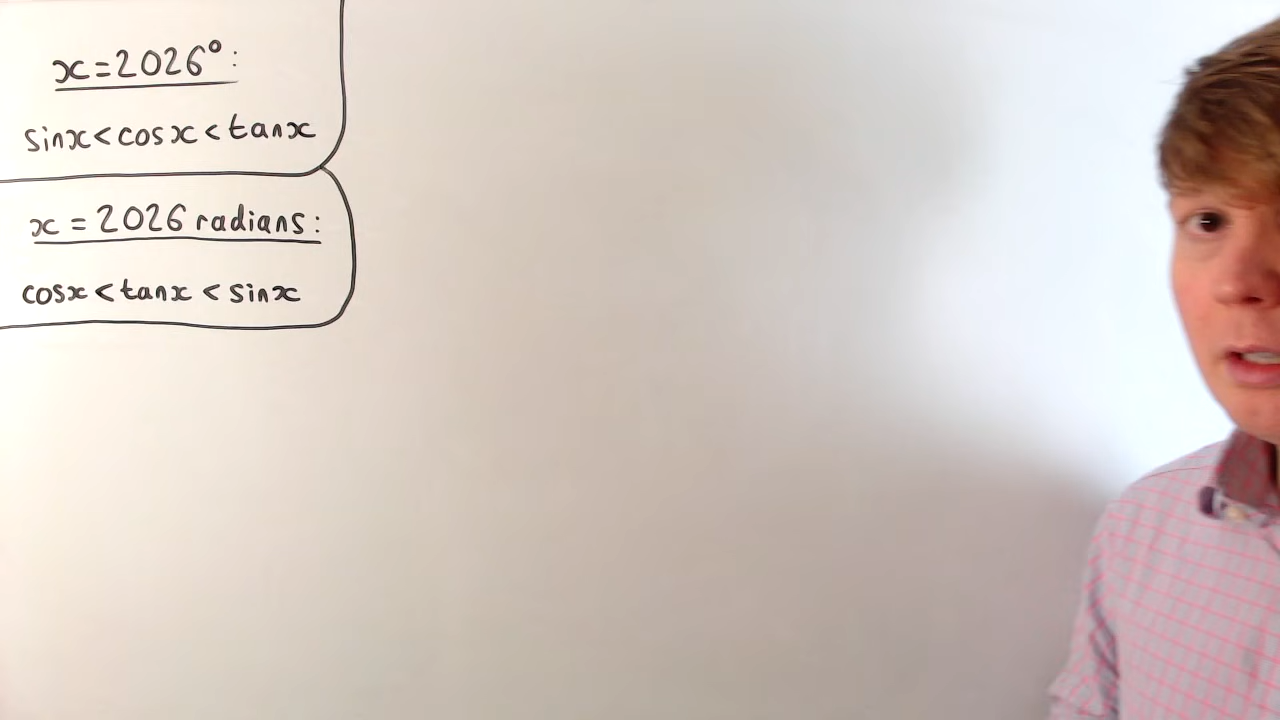 x=2026°:
sinx<cosx<tanx
x = 2026 radians:
cosx < tanx < sinx